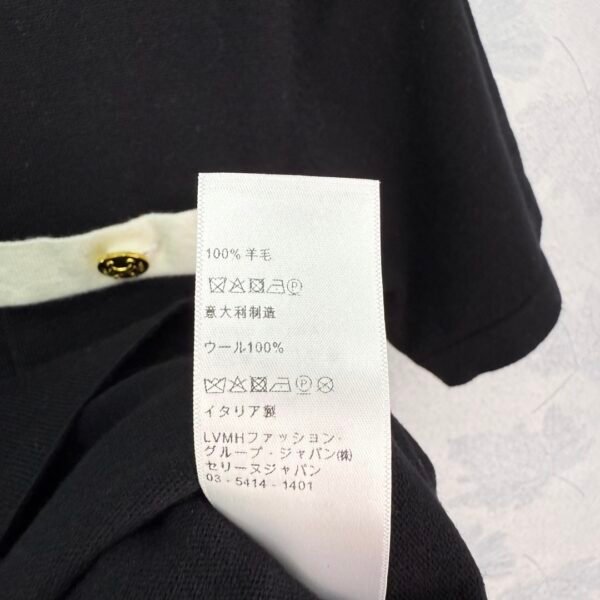 100% 羊毛
意大利制造
ウール100%
イタリア製
LVMHファッション・
グループ・ジャパン㈱
セリーヌジャパン
03 - 5414 - 1401